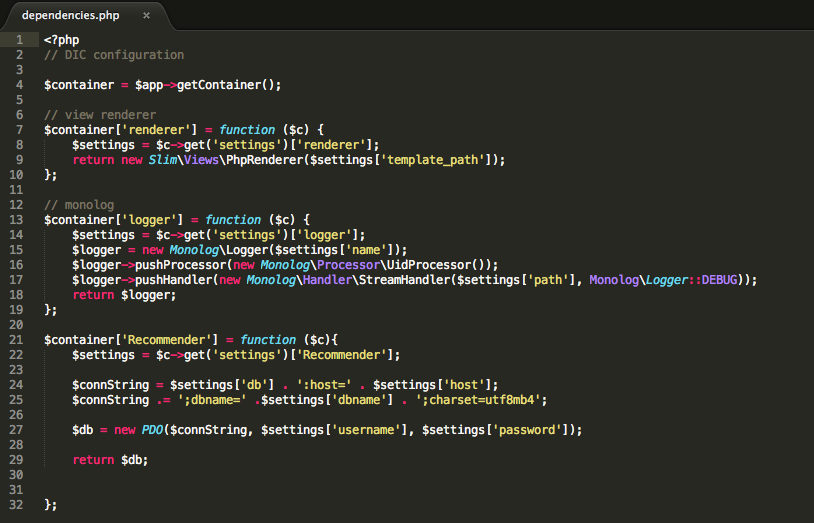 dependencies.php ×
1 <?php
2 // DIC configuration
3
4 $container = $app->getContainer();
5
6 // view renderer
7 $container['renderer'] = function ($c) {
8     $settings = $c->get('settings')['renderer'];
9     return new Slim\Views\PhpRenderer($settings['template_path']);
10 };
11
12 // monolog
13 $container['logger'] = function ($c) {
14     $settings = $c->get('settings')['logger'];
15     $logger = new Monolog\Logger($settings['name']);
16     $logger->pushProcessor(new Monolog\Processor\UidProcessor());
17     $logger->pushHandler(new Monolog\Handler\StreamHandler($settings['path'], Monolog\Logger::DEBUG));
18     return $logger;
19 };
20
21 $container['Recommender'] = function ($c){
22     $settings = $c->get('settings')['Recommender'];
23
24     $connString = $settings['db'] . ':host=' . $settings['host'];
25     $connString .= ';dbname=' .$settings['dbname'] . ';charset=utf8mb4';
26
27     $db = new PDO($connString, $settings['username'], $settings['password']);
28
29     return $db;
30
31
32 };